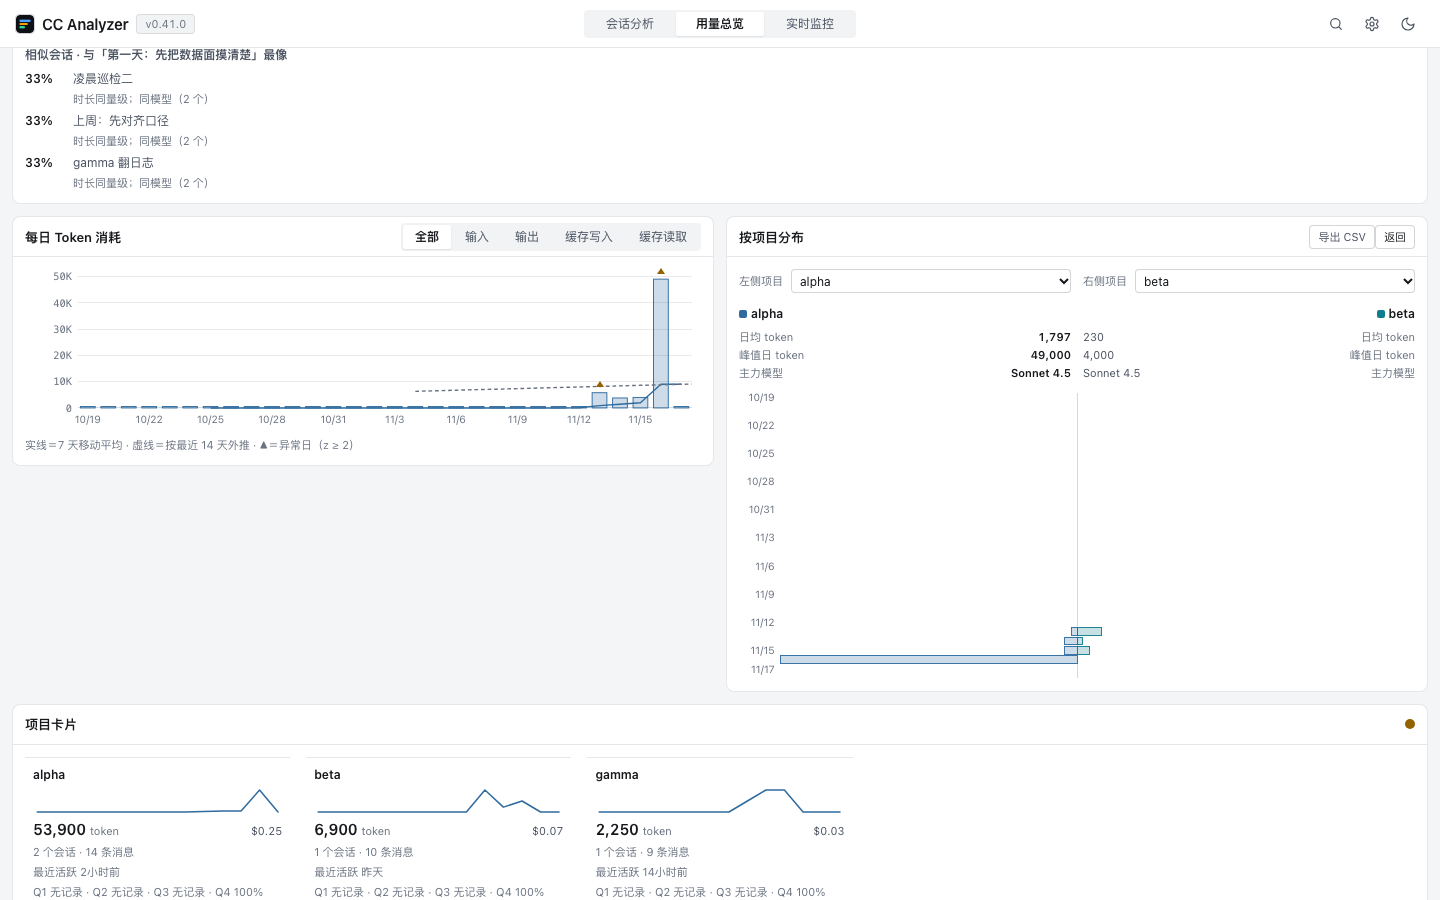 CC Analyzer v0.41.0 会话分析 用量总览 实时监控
相似会话 · 与「第一天：先把数据面摸清楚」最像
33% 凌晨巡检二
时长同量级；同模型（2 个）
33% 上周：先对齐口径
时长同量级；同模型（2 个）
33% gamma 翻日志
时长同量级；同模型（2 个）
每日 Token 消耗 全部 输入 输出 缓存写入 缓存读取
50K
40K
30K
20K
10K
0
10/19 10/22 10/25 10/28 10/31 11/3 11/6 11/9 11/12 11/15
实线=7 天移动平均 · 虚线=按最近 14 天外推 · ▲=异常日（z ≥ 2）
按项目分布 导出 CSV 返回
左侧项目 alpha 右侧项目 beta
alpha beta
日均 token 1,797 230 日均 token
峰值日 token 49,000 4,000 峰值日 token
主力模型 Sonnet 4.5 Sonnet 4.5 主力模型
10/19
10/22
10/25
10/28
10/31
11/3
11/6
11/9
11/12
11/15
11/17
项目卡片
alpha
53,900 token $0.25
2 个会话 · 14 条消息
最近活跃 2小时前
Q1 无记录 · Q2 无记录 · Q3 无记录 · Q4 100%
beta
6,900 token $0.07
1 个会话 · 10 条消息
最近活跃 昨天
Q1 无记录 · Q2 无记录 · Q3 无记录 · Q4 100%
gamma
2,250 token $0.03
1 个会话 · 9 条消息
最近活跃 14小时前
Q1 无记录 · Q2 无记录 · Q3 无记录 · Q4 100%